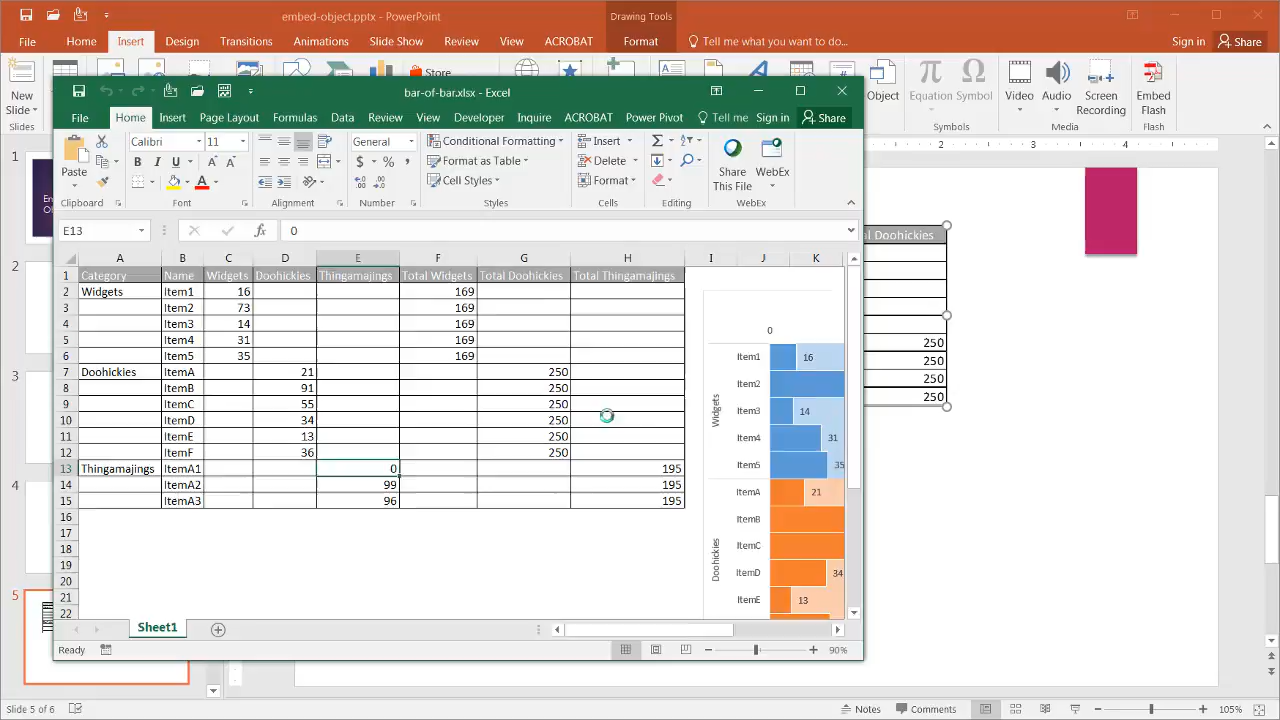 embed-object.pptx - PowerPoint
Drawing Tools
File Home Insert Design Transitions Animations Slide Show Review View ACROBAT Format Tell me what you want to do... Sign in Share
Store
New
Slide
Slides
Object
Equation Symbol
Symbols
Video Audio Screen
Recording
Media
Embed
Flash
Flash
bar-of-bar.xlsx - Excel
File Home Insert Page Layout Formulas Data Review View Developer Inquire ACROBAT Power Pivot Tell me Sign in Share
Paste
Clipboard
Calibri 11
B I U A A
A
Font
Alignment
General
$ % ,
Number
Conditional Formatting
Format as Table
Cell Styles
Styles
Insert
Delete
Format
Cells
Σ
Editing
Share
This File
WebEx
WebEx
E13 fx 0
A B C D E F G H I J K
1 Category Name Widgets Doohickies Thingamajings Total Widgets Total Doohickies Total Thingamajings
2 Widgets Item1 16 169
3 Item2 73 169
4 Item3 14 169
5 Item4 31 169
6 Item5 35 169
7 Doohickies ItemA 21 250
8 ItemB 91 250
9 ItemC 55 250
10 ItemD 34 250
11 ItemE 13 250
12 ItemF 36 250
13 Thingamajings ItemA1 0 195
14 ItemA2 99 195
15 ItemA3 96 195
16
17
18
19
20
21
22
0
Widgets
Item1 16
Item2
Item3 14
Item4 31
Item5 35
Doohickies
ItemA 21
ItemB
ItemC
ItemD 34
ItemE 13
Sheet1
Ready
90%
2 3 4
Doohickies
250
250
250
250
1
2
3
4
5
Slide 5 of 6
Notes Comments
105%